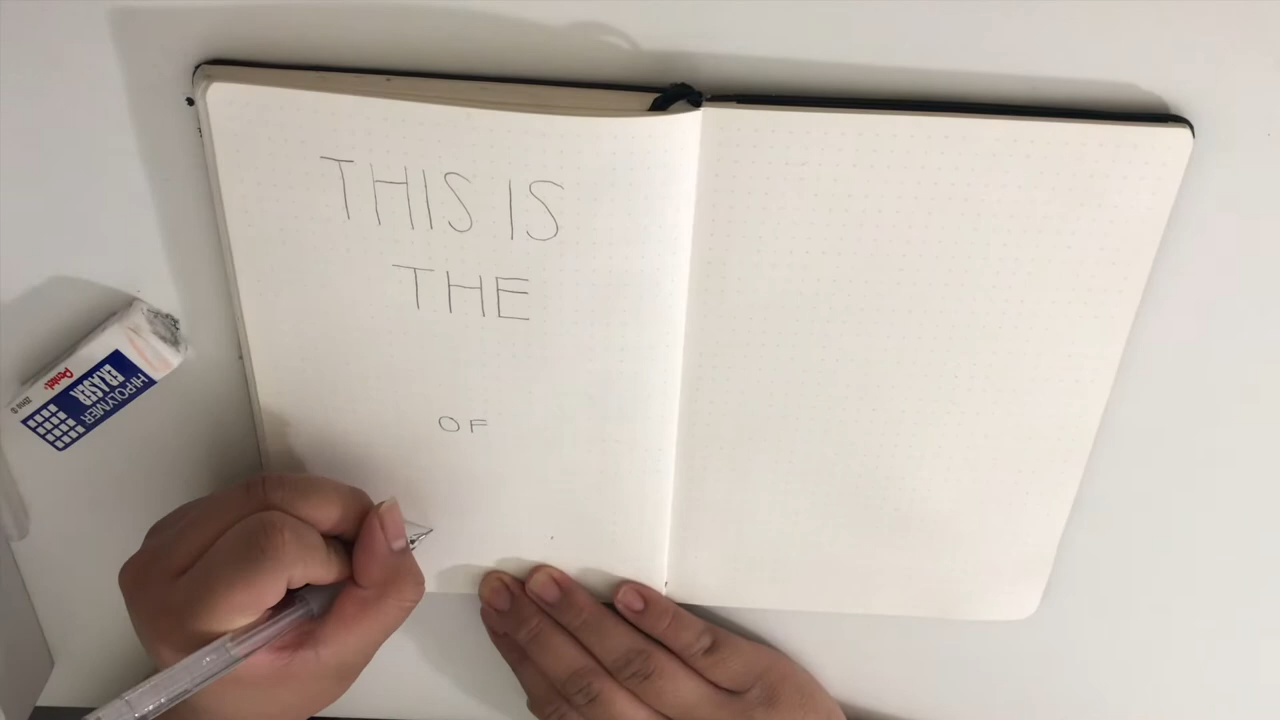 THIS IS
THE
OF
Pentel
HI-POLYMER
ERASER